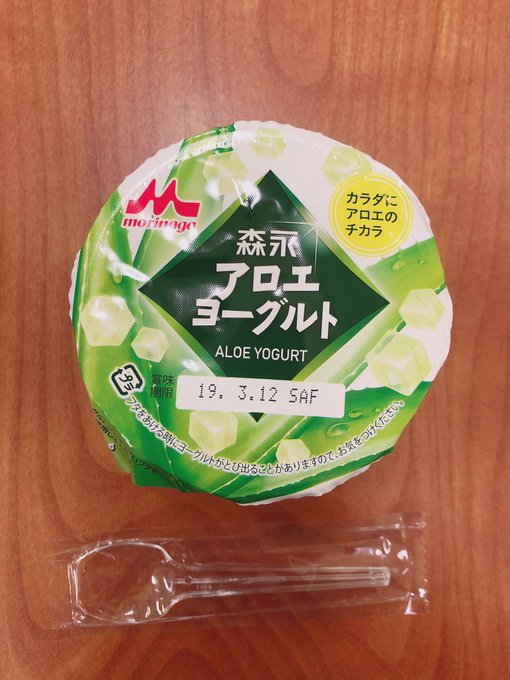 morinaga
カラダに
アロエの
チカラ
森永
アロエ
ヨーグルト
ALOE YOGURT
プラ
賞味
期限
19. 3.12 SAF
フタをあける時にヨーグルトがとび出ることがありますので、お気をつけください。